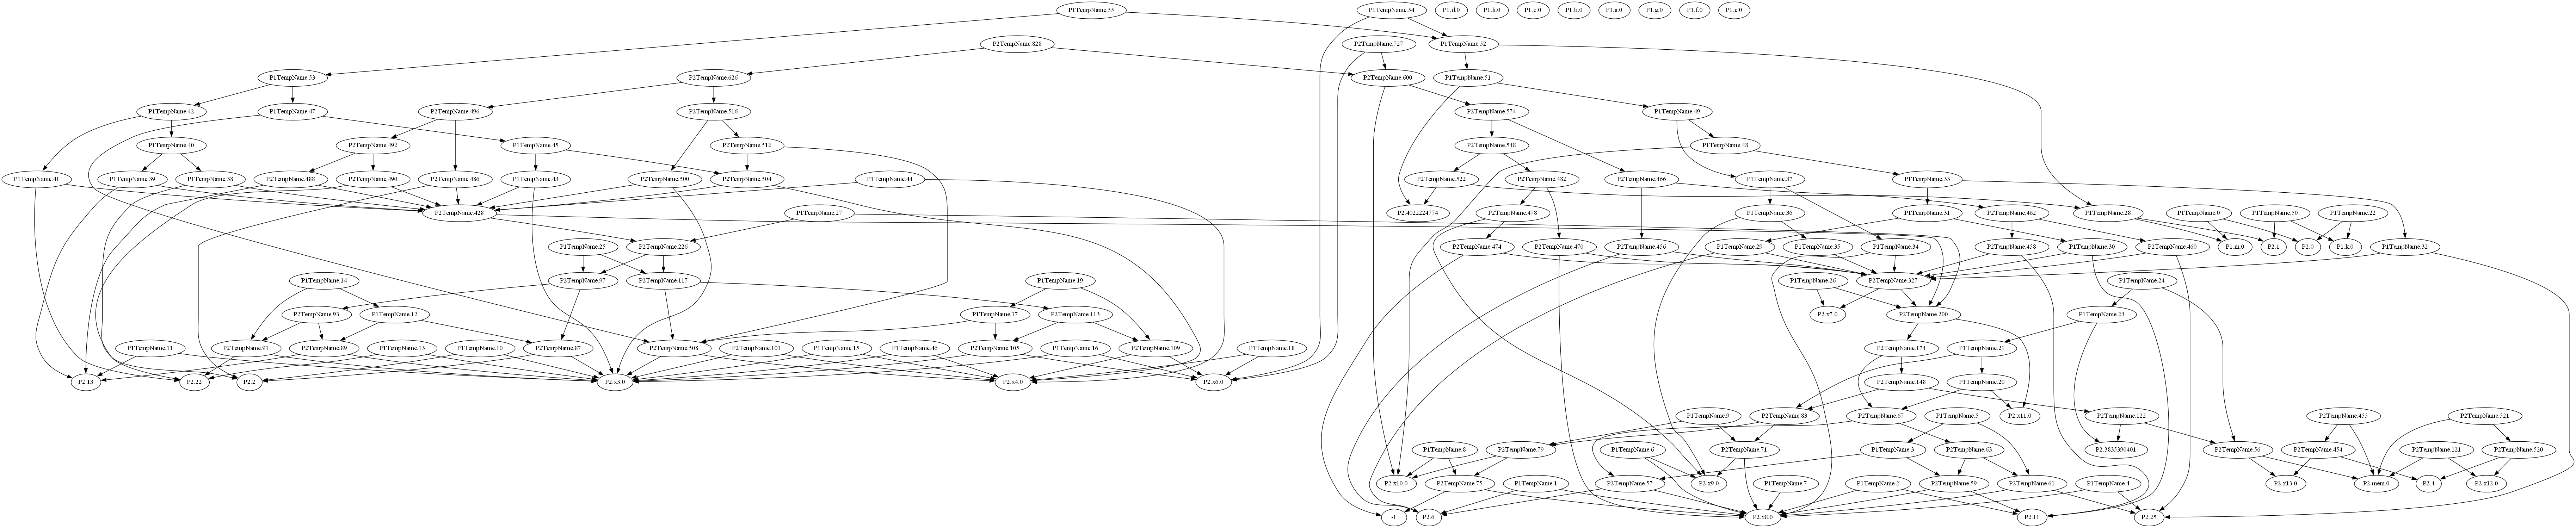 P1TempName.55 P1TempName.54 P1.d.0 P1.h.0 P1.c.0 P1.b.0 P1.a.0 P1.g.0 P1.f.0 P1.e.0
P2TempName.828 P2TempName.727 P1TempName.52
P1TempName.53 P2TempName.626 P2TempName.600 P1TempName.51
P1TempName.42 P1TempName.47 P2TempName.496 P2TempName.516 P2TempName.574 P1TempName.49
P1TempName.40 P2TempName.492 P1TempName.45 P2TempName.512 P2TempName.548 P1TempName.48
P1TempName.41 P1TempName.39 P1TempName.38 P2TempName.488 P2TempName.490 P2TempName.486 P1TempName.43 P2TempName.500 P2TempName.504 P1TempName.44 P2TempName.522 P2TempName.482 P2TempName.466 P1TempName.37 P1TempName.33
P2TempName.428 P1TempName.27 P2.4022224774 P2TempName.478 P1TempName.36 P1TempName.31 P2TempName.462 P1TempName.28 P1TempName.0 P1TempName.50 P1TempName.22
P1TempName.25 P2TempName.226 P2TempName.474 P2TempName.470 P2TempName.456 P1TempName.29 P1TempName.35 P1TempName.34 P2TempName.458 P1TempName.30 P2TempName.460 P1.m.0 P2.1 P2.0 P1.k.0 P1TempName.32
P1TempName.14 P2TempName.97 P2TempName.117 P1TempName.19 P1TempName.26 P2TempName.327 P1TempName.24
P2TempName.93 P1TempName.12 P1TempName.17 P2TempName.113 P2.x7.0 P2TempName.200 P1TempName.23
P1TempName.11 P2TempName.91 P2TempName.89 P1TempName.13 P1TempName.10 P2TempName.87 P2TempName.508 P2TempName.101 P1TempName.15 P1TempName.46 P2TempName.105 P1TempName.16 P2TempName.109 P1TempName.18 P2TempName.174 P1TempName.21
P2.13 P2.22 P2.2 P2.x3.0 P2.x4.0 P2.x6.0 P2TempName.148 P1TempName.20
P1TempName.9 P2TempName.83 P2TempName.67 P1TempName.5 P2.x11.0 P2TempName.122 P2TempName.455 P2TempName.521
P1TempName.8 P2TempName.79 P1TempName.6 P2TempName.71 P1TempName.3 P2TempName.63 P2.3835390401 P2TempName.56 P2TempName.454 P2TempName.121 P2TempName.520
P2.x10.0 P2TempName.75 P1TempName.1 P2TempName.57 P2.x9.0 P1TempName.7 P1TempName.2 P2TempName.59 P2TempName.61 P1TempName.4 P2.x13.0 P2.mem.0 P2.4 P2.x12.0
-1 P2.6 P2.x8.0 P2.11 P2.25